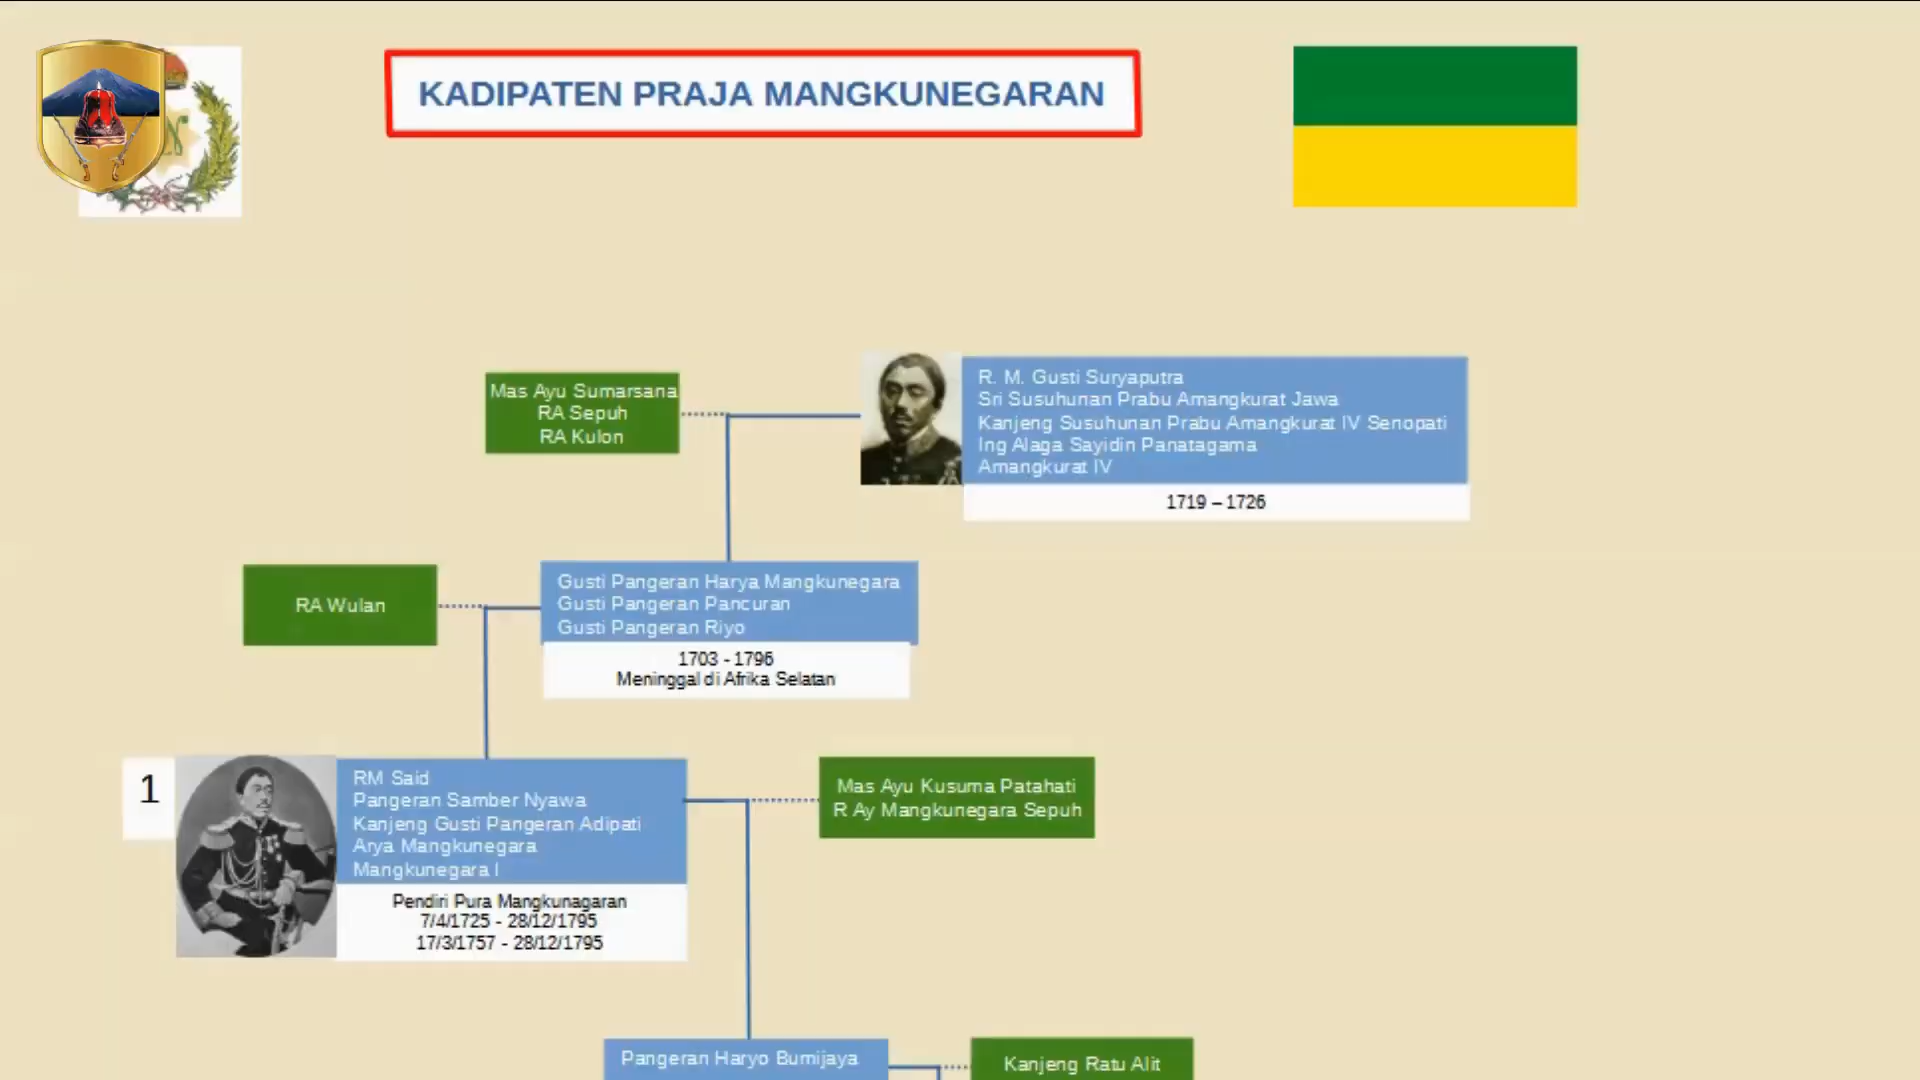 KADIPATEN PRAJA MANGKUNEGARAN
Mas Ayu Sumarsana
RA Sepuh
RA Kulon
R. M. Gusti Suryaputra
Sri Susuhunan Prabu Amangkurat Jawa
Kanjeng Susuhunan Prabu Amangkurat IV Senopati
Ing Alaga Sayidin Panatagama
Amangkurat IV
1719 – 1726
RA Wulan
Gusti Pangeran Harya Mangkunegara
Gusti Pangeran Pancuran
Gusti Pangeran Riyo
1703 - 1796
Meninggal di Afrika Selatan
1
RM Said
Pangeran Samber Nyawa
Kanjeng Gusti Pangeran Adipati
Arya Mangkunegara
Mangkunegara I
Pendiri Pura Mangkunagaran
7/4/1725 - 28/12/1795
17/3/1757 - 28/12/1795
Mas Ayu Kusuma Patahati
R Ay Mangkunegara Sepuh
Pangeran Haryo Bumijaya
Kanjeng Ratu Alit